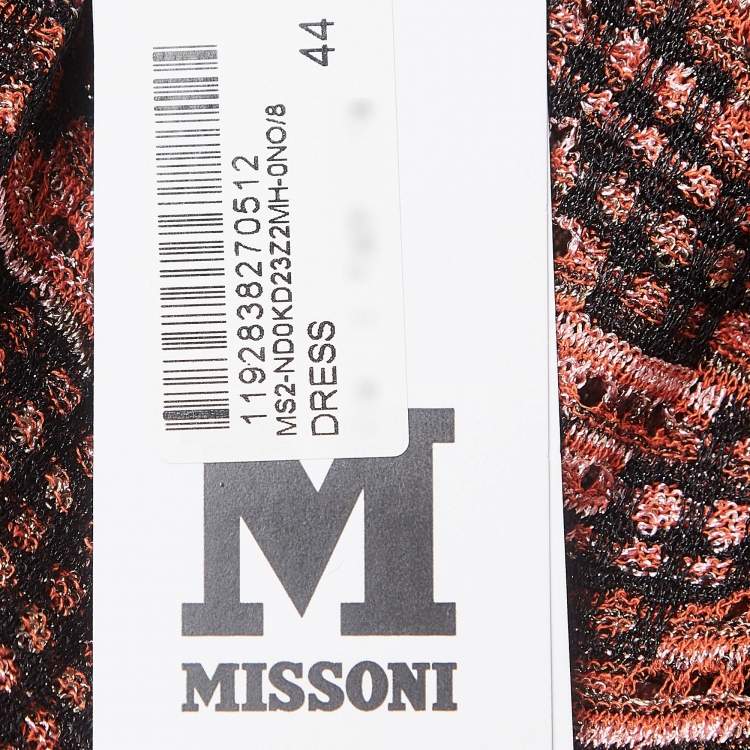 44
1192838270512
MS2-ND0KD23Z2MH-0NO/8
DRESS
M
MISSONI